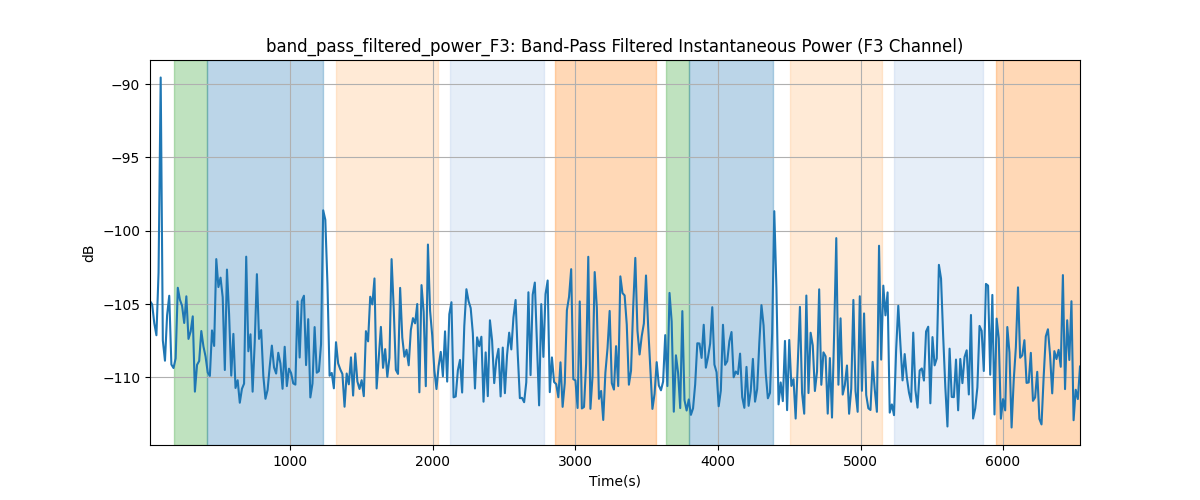 band_pass_filtered_power_F3: Band-Pass Filtered Instantaneous Power (F3 Channel)
−90
−95
−100
−105
−110
dB
1000 2000 3000 4000 5000 6000
Time(s)